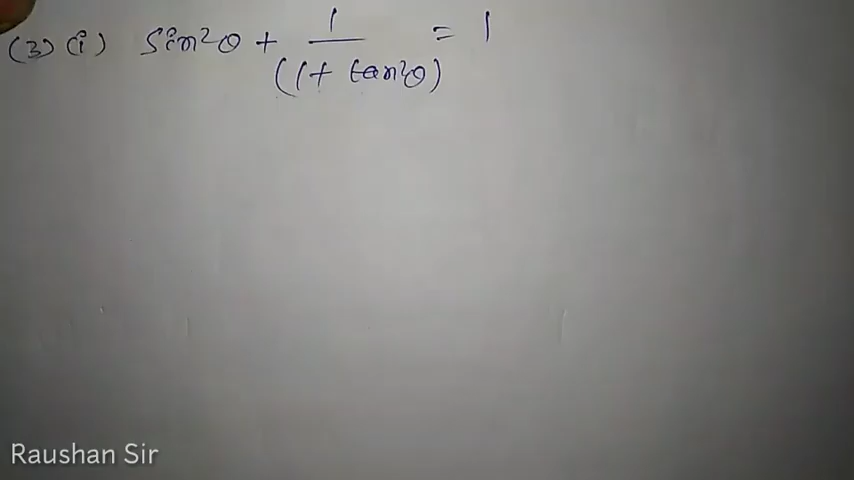 (3) (i) sin²θ + 1/(1 + tan²θ) = 1
Raushan Sir